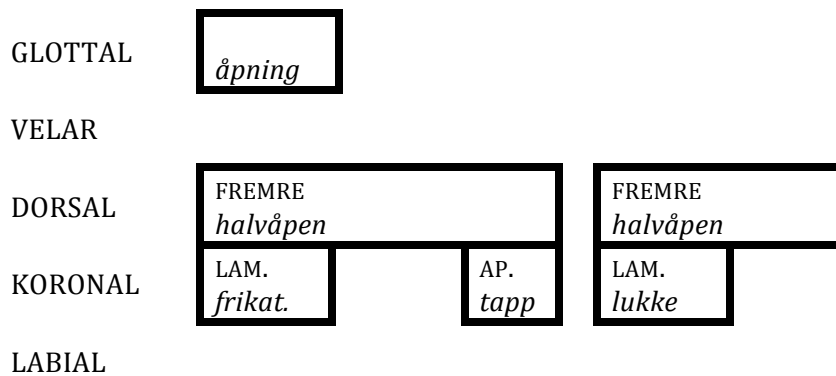 GLOTTAL
åpning
VELAR
DORSAL
FREMRE
halvåpen
FREMRE
halvåpen
KORONAL
LAM.
frikat.
AP.
tapp
LAM.
lukke
LABIAL